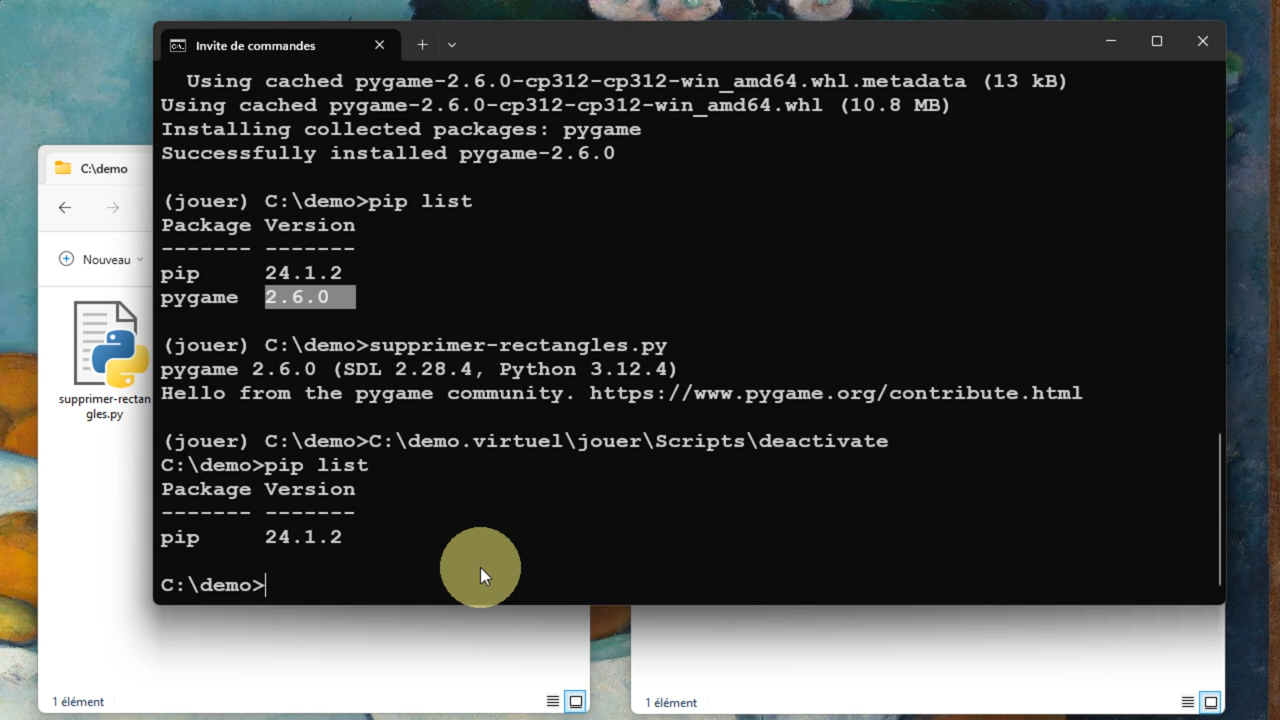 Invite de commandes
Using cached pygame-2.6.0-cp312-cp312-win_amd64.whl.metadata (13 kB)
Using cached pygame-2.6.0-cp312-cp312-win_amd64.whl (10.8 MB)
Installing collected packages: pygame
Successfully installed pygame-2.6.0
(jouer) C:\demo>pip list
Package Version
------- -------
pip 24.1.2
pygame 2.6.0
(jouer) C:\demo>supprimer-rectangles.py
pygame 2.6.0 (SDL 2.28.4, Python 3.12.4)
Hello from the pygame community. https://www.pygame.org/contribute.html
(jouer) C:\demo>C:\demo.virtuel\jouer\Scripts\deactivate
C:\demo>pip list
Package Version
------- -------
pip 24.1.2
C:\demo>
C:\demo
Nouveau
supprimer-rectan
gles.py
1 élément
1 élément